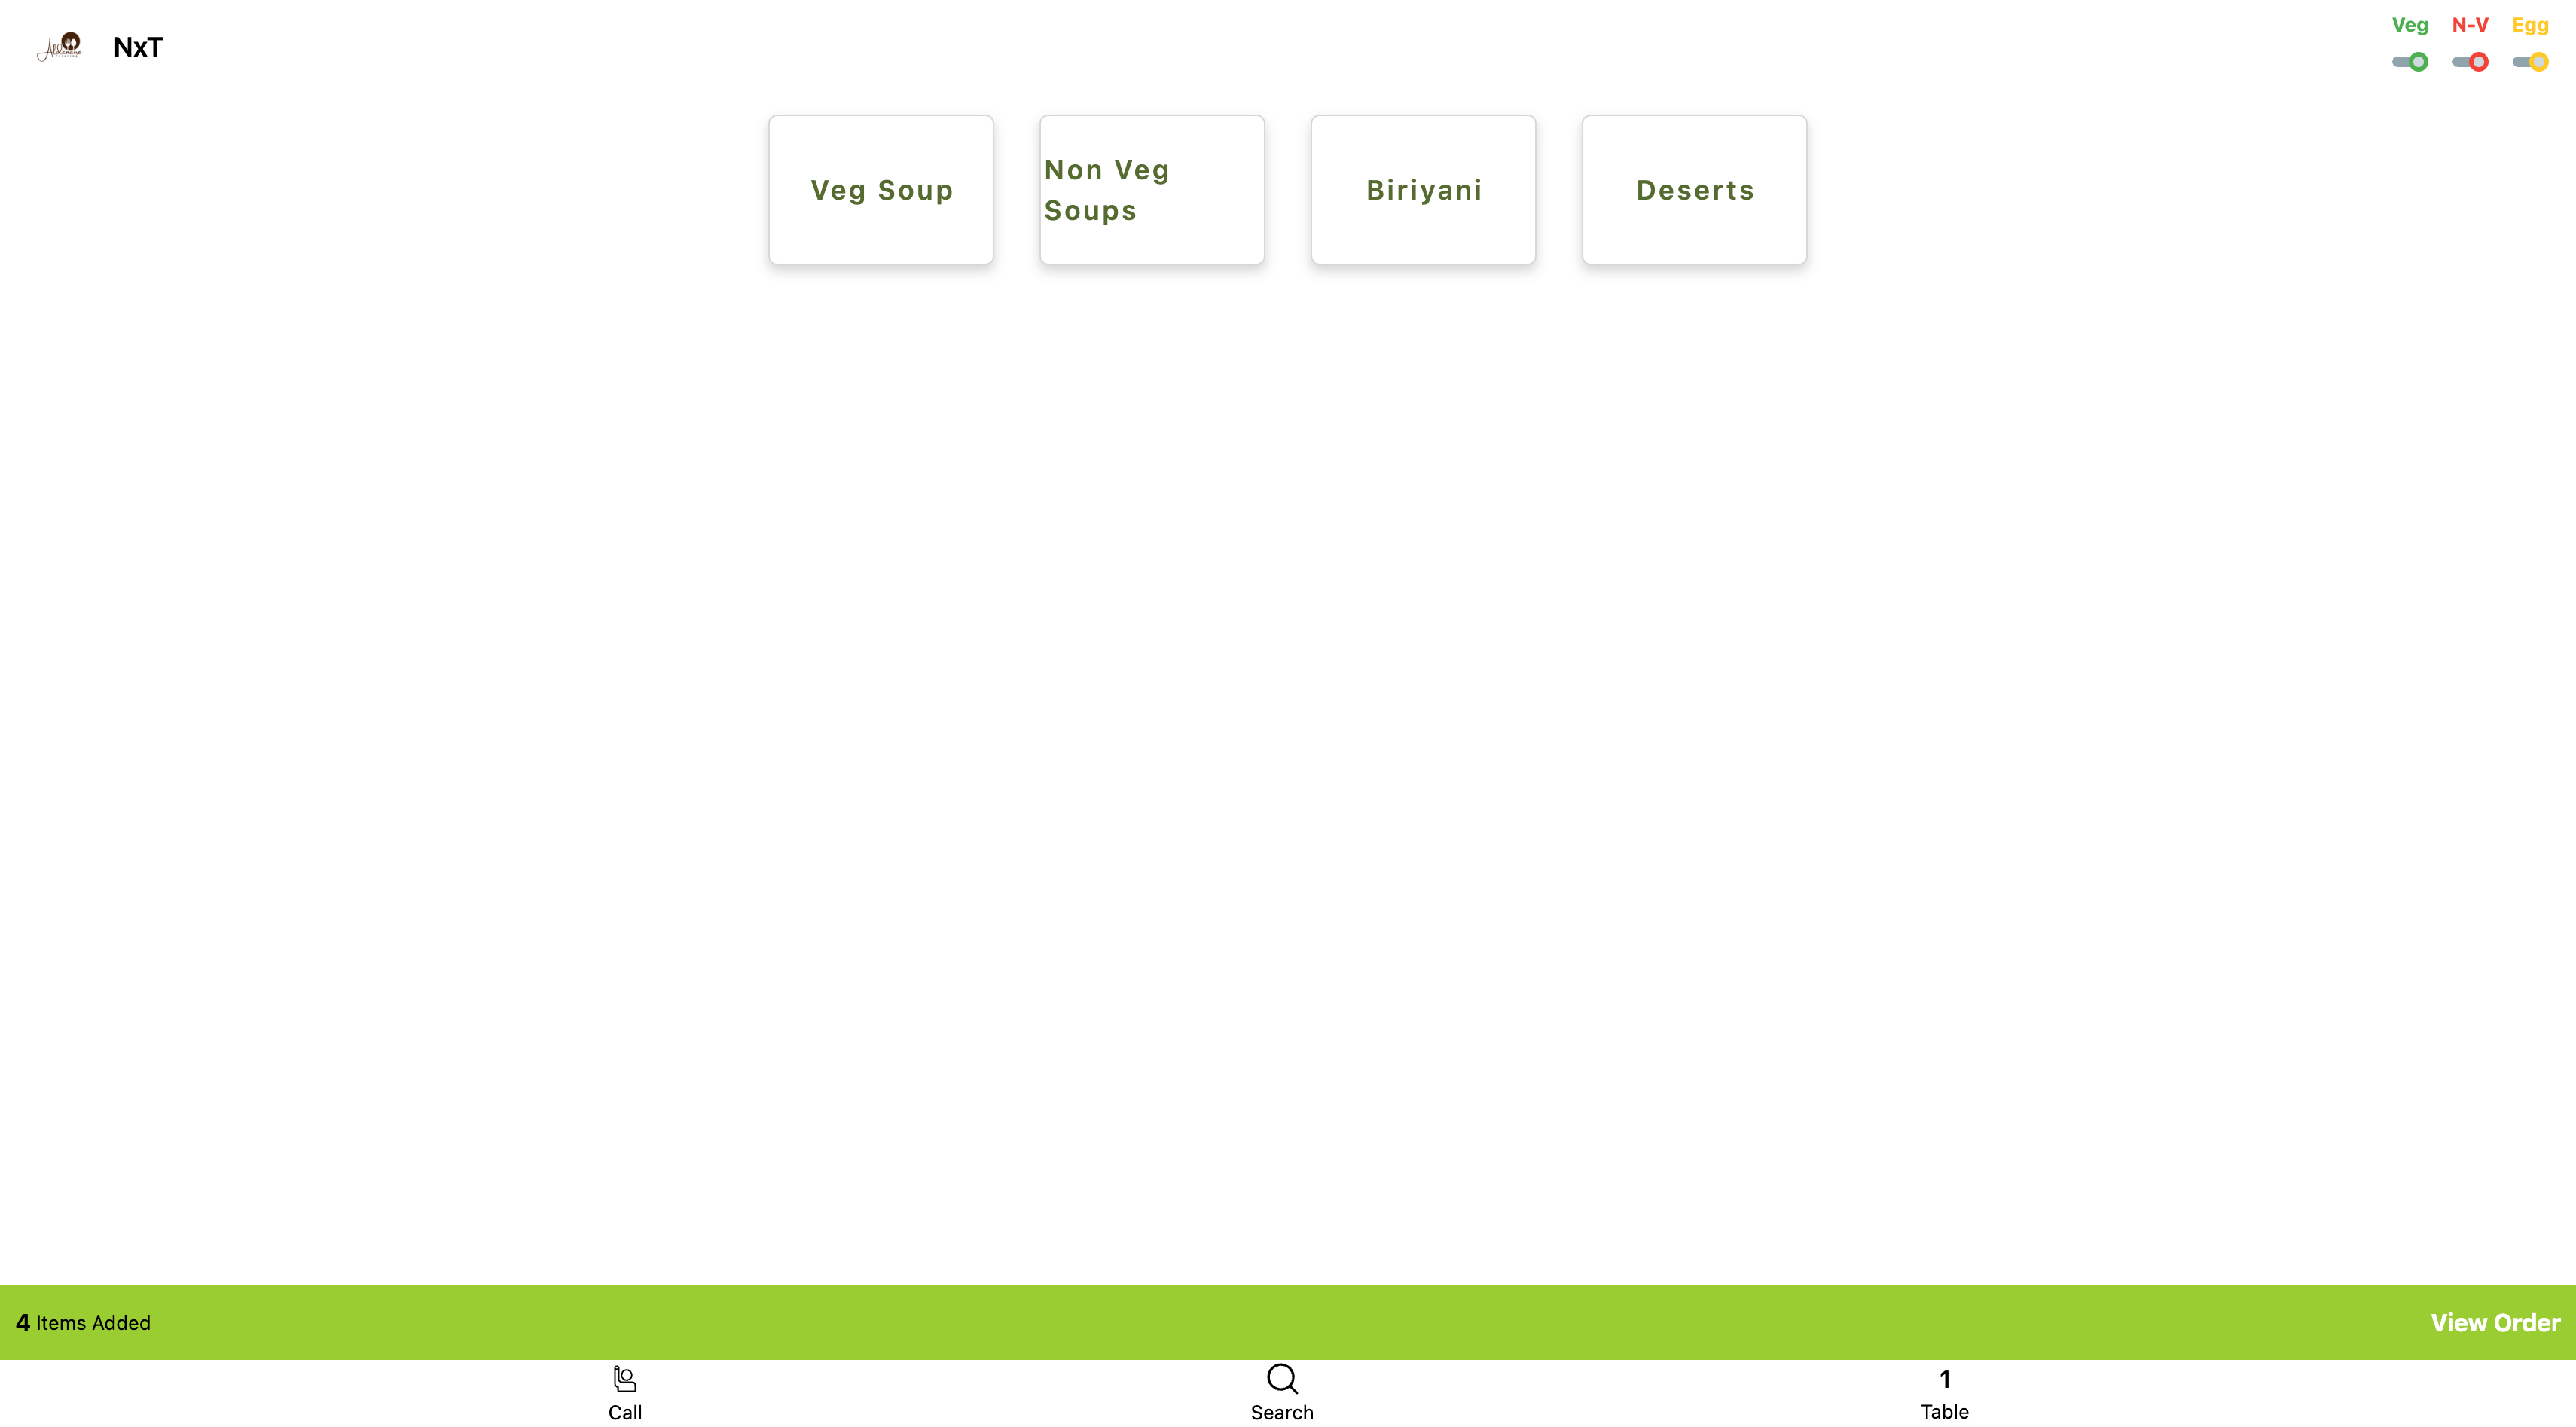 NxT
Veg N-V Egg
Veg Soup
Non Veg
Soups
Biriyani
Deserts
4 Items Added
View Order
Call
Search
1
Table